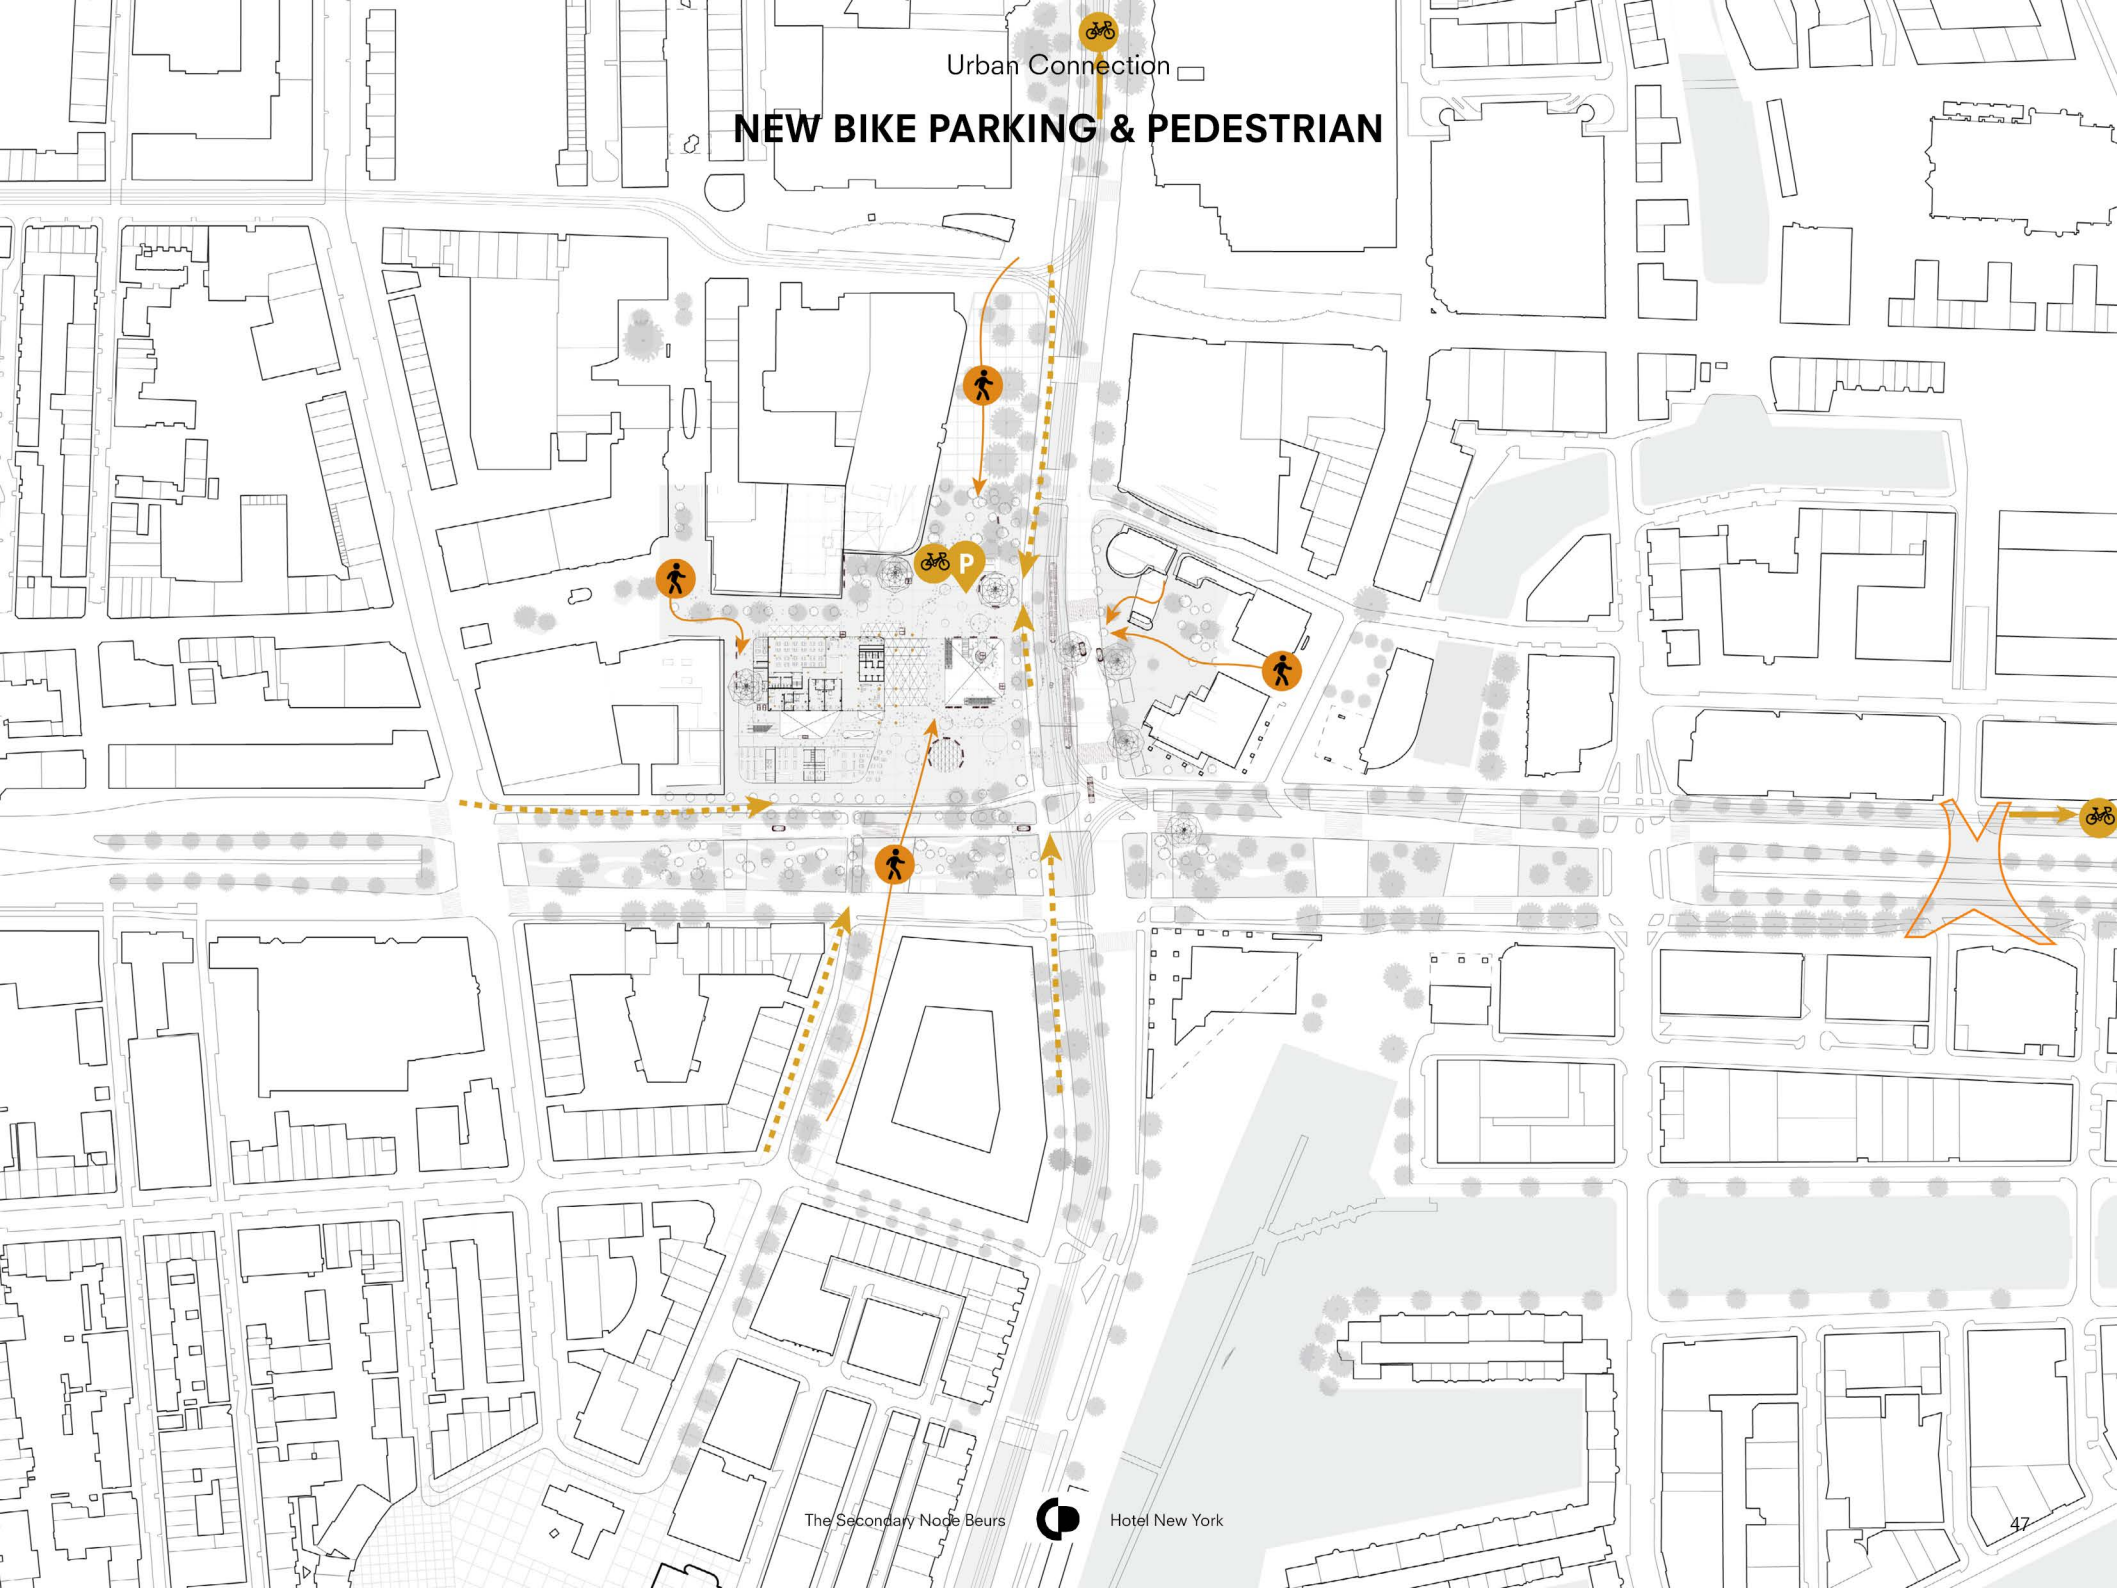 Urban Connection
NEW BIKE PARKING & PEDESTRIAN
P
The Secondary Node Beurs
Hotel New York
47